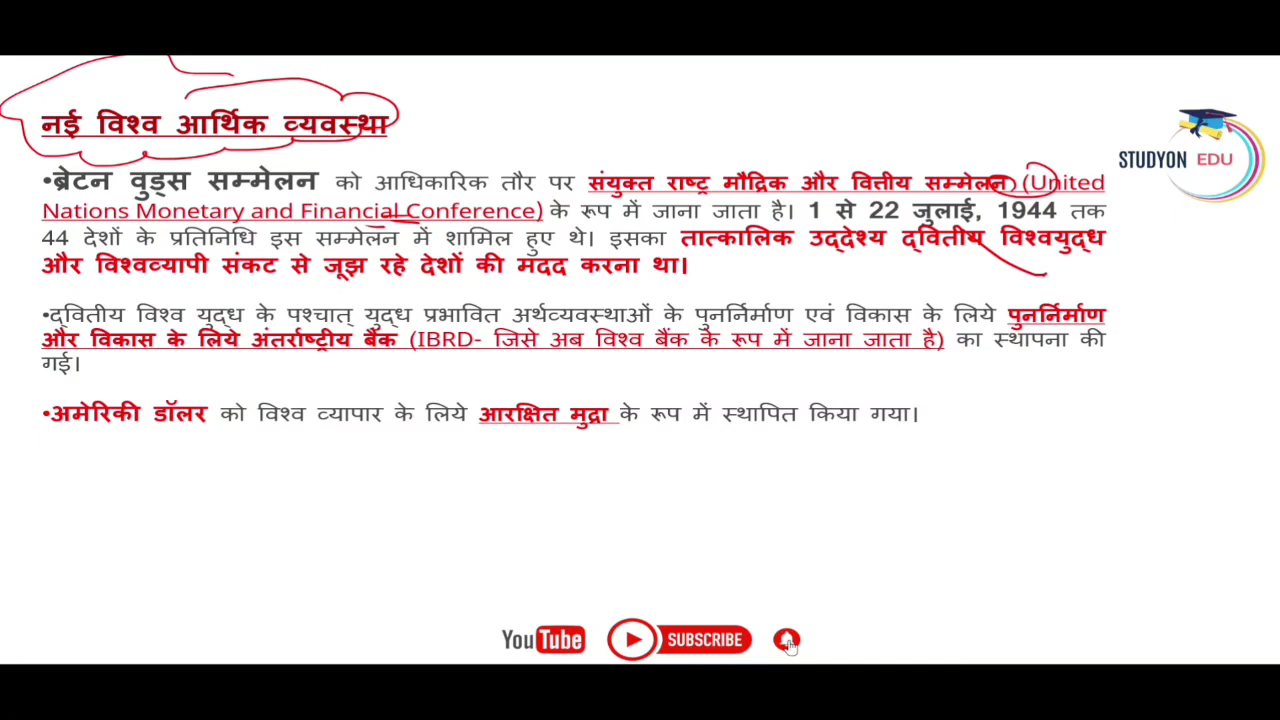 नई विश्व आर्थिक व्यवस्था
•ब्रेटन वुड्स सम्मेलन को आधिकारिक तौर पर संयुक्त राष्ट्र मौद्रिक और वित्तीय सम्मेलन (United
Nations Monetary and Financial Conference) के रूप में जाना जाता है। 1 से 22 जुलाई, 1944 तक
44 देशों के प्रतिनिधि इस सम्मेलन में शामिल हुए थे। इसका तात्कालिक उद्देश्य द्वितीय विश्वयुद्ध
और विश्वव्यापी संकट से जूझ रहे देशों की मदद करना था।
•द्वितीय विश्व युद्ध के पश्चात् युद्ध प्रभावित अर्थव्यवस्थाओं के पुनर्निर्माण एवं विकास के लिये पुनर्निर्माण
और विकास के लिये अंतर्राष्ट्रीय बैंक (IBRD- जिसे अब विश्व बैंक के रूप में जाना जाता है) का स्थापना की
गई।
•अमेरिकी डॉलर को विश्व व्यापार के लिये आरक्षित मुद्रा के रूप में स्थापित किया गया।
STUDYON EDU
YouTube SUBSCRIBE